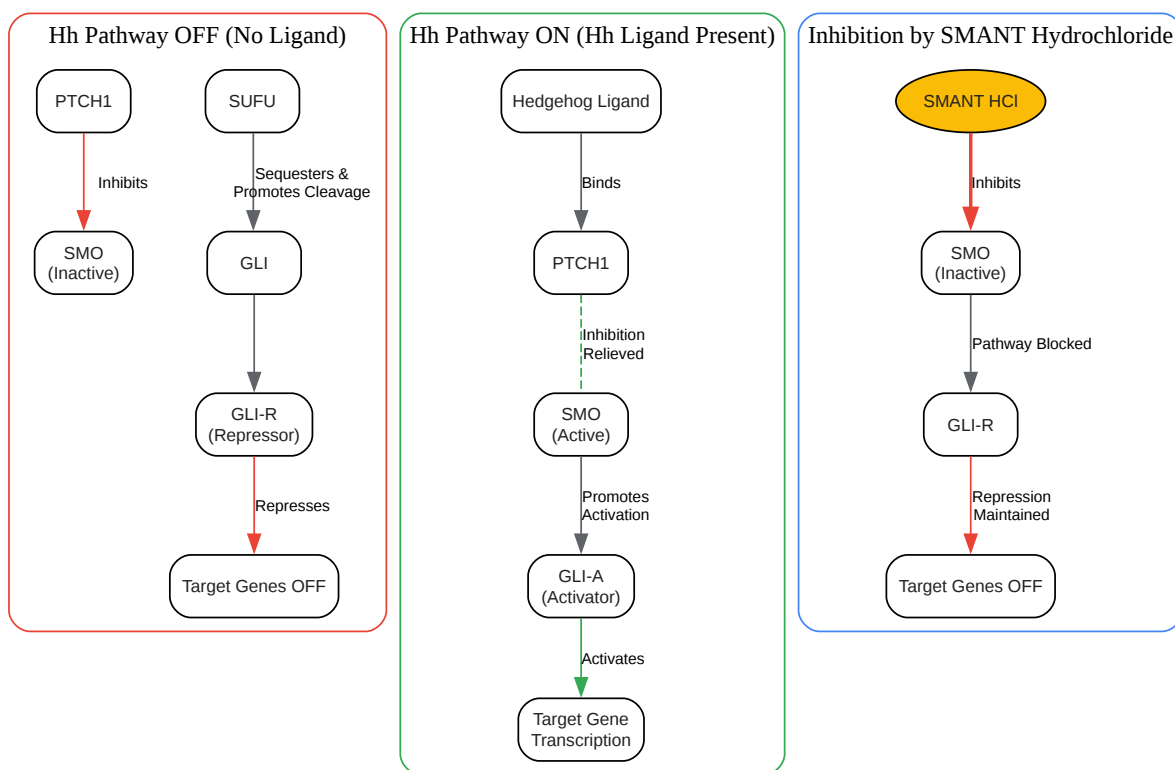 Hh Pathway OFF (No Ligand)
PTCH1
SUFU
Inhibits
Sequesters &
Promotes Cleavage
SMO
(Inactive)
GLI
GLI-R
(Repressor)
Represses
Target Genes OFF
Hh Pathway ON (Hh Ligand Present)
Hedgehog Ligand
Binds
PTCH1
Inhibition
Relieved
SMO
(Active)
Promotes
Activation
GLI-A
(Activator)
Activates
Target Gene
Transcription
Inhibition by SMANT Hydrochloride
SMANT HCl
Inhibits
SMO
(Inactive)
Pathway Blocked
GLI-R
Repression
Maintained
Target Genes OFF